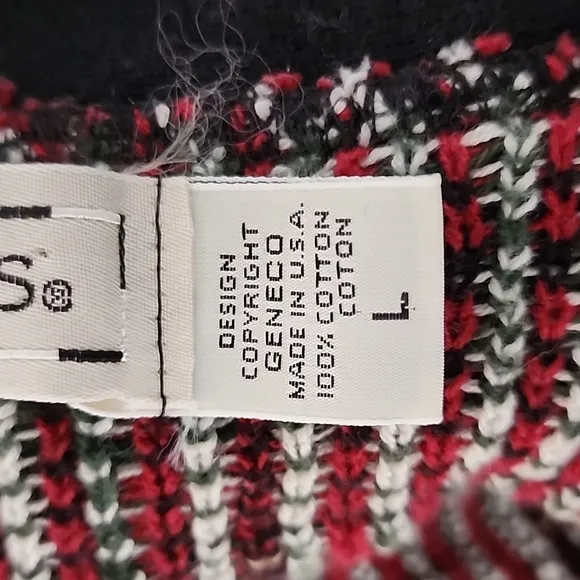 S®
DESIGN
COPYRIGHT
GENECO
MADE IN U.S.A.
100% COTTON
COTON
L